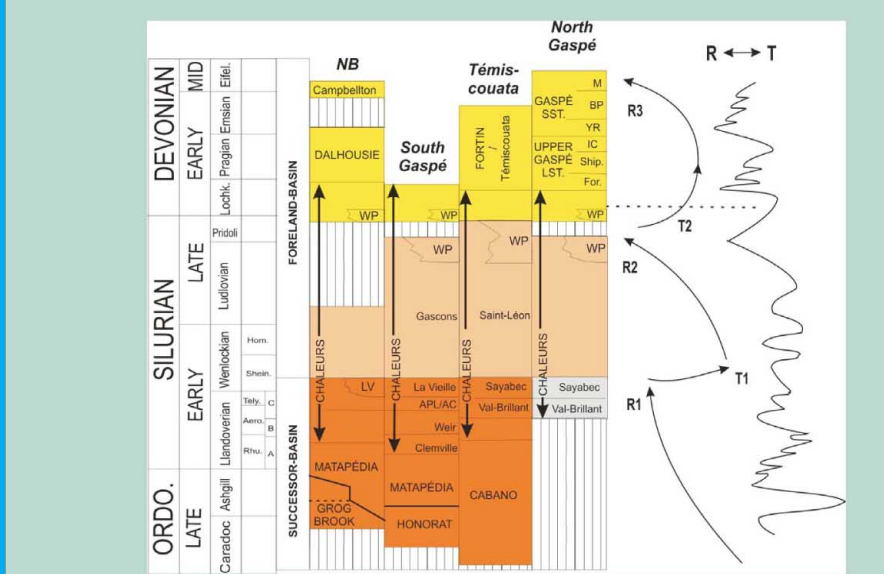 North
Gaspé
NB
Témis-
couata
South
Gaspé
R T
DEVONIAN
MID
EARLY
Eifel.
Emsian
Pragian
Lochk.
SILURIAN
LATE
EARLY
Pridoli
Ludlovian
Wenlockian
Hom.
Shein.
Llandoverian
Tely. C
Aero. B
Rhu. A
ORDO.
LATE
Ashgill
Caradoc
FORELAND-BASIN
SUCCESSOR-BASIN
Campbellton
DALHOUSIE
WP
CHALEURS
LV
MATAPÉDIA
GROG
BROOK
WP
WP
Gascons
CHALEURS
La Vieille
APL/AC
Weir
Clemville
MATAPÉDIA
HONORAT
FORTIN /
Témiscouata
WP
Saint-Léon
CHALEURS
Sayabec
Val-Brillant
CABANO
GASPÉ
SST.
UPPER
GASPÉ
LST.
M
BP
YR
IC
Ship.
For.
WP
WP
CHALEURS
Sayabec
Val-Brillant
R3
T2
R2
T1
R1